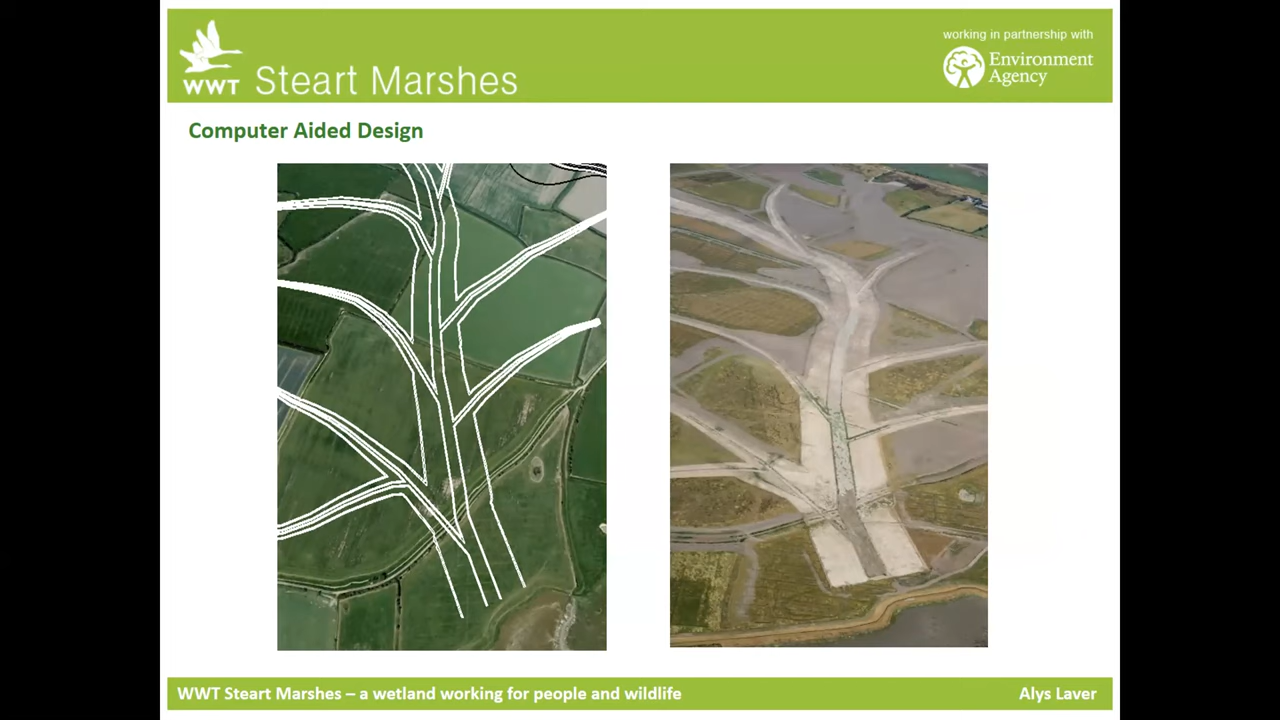 WWT Steart Marshes
working in partnership with
Environment
Agency
Computer Aided Design
WWT Steart Marshes – a wetland working for people and wildlife
Alys Laver